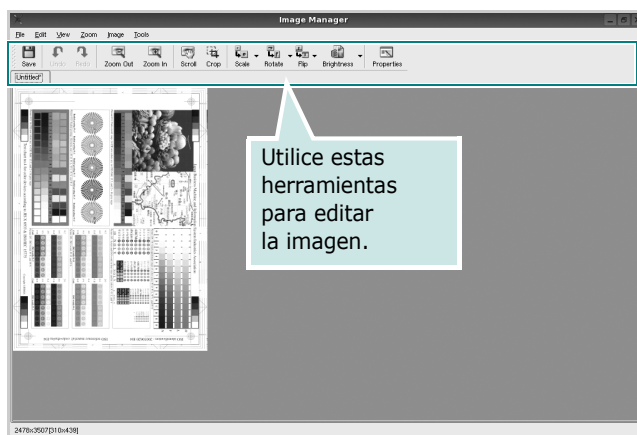 Image Manager
File Edit View Zoom Image Tools
Save Undo Redo Zoom Out Zoom In Scroll Crop Scale Rotate Flip Brightness Properties
Untitled*
Utilice estas
herramientas
para editar
la imagen.
2478x3507[310x439]